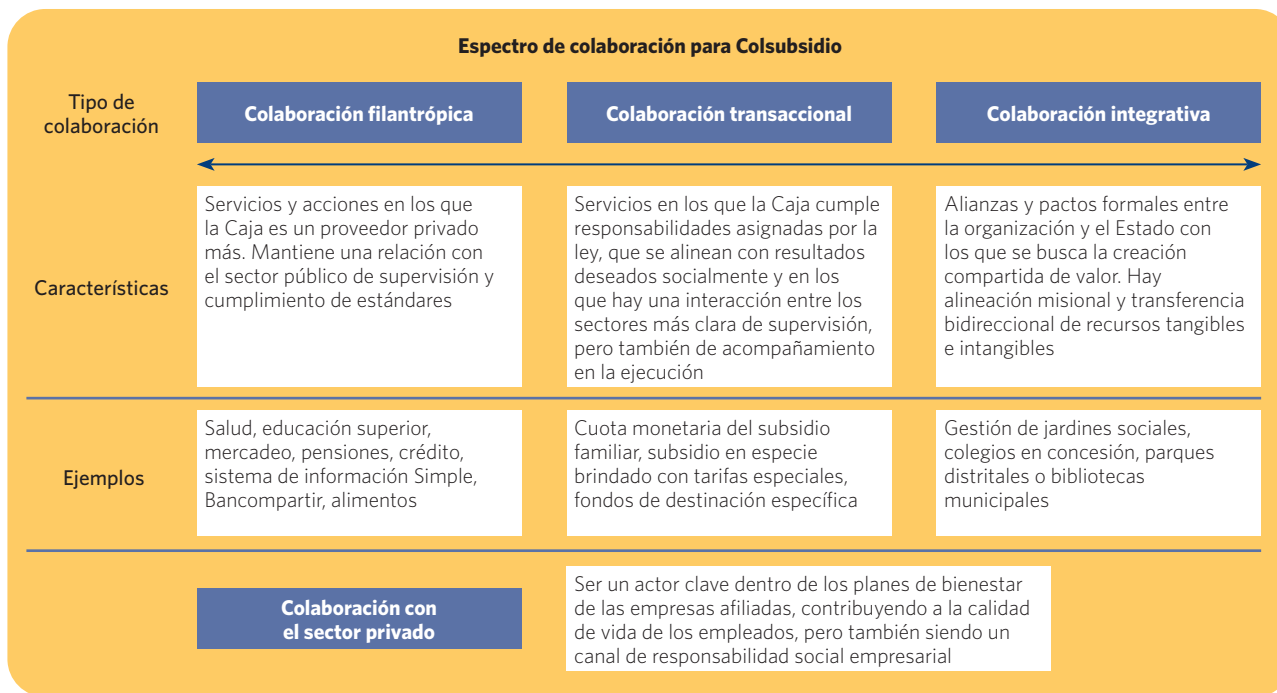 Espectro de colaboración para Colsubsidio
Tipo de
colaboración
Colaboración filantrópica
Colaboración transaccional
Colaboración integrativa
Características
Servicios y acciones en los que
la Caja es un proveedor privado
más. Mantiene una relación con
el sector público de supervisión y
cumplimiento de estándares
Servicios en los que la Caja cumple
responsabilidades asignadas por la
ley, que se alinean con resultados
deseados socialmente y en los
que hay una interacción entre los
sectores más clara de supervisión,
pero también de acompañamiento
en la ejecución
Alianzas y pactos formales entre
la organización y el Estado con
los que se busca la creación
compartida de valor. Hay
alineación misional y transferencia
bidireccional de recursos tangibles
e intangibles
Ejemplos
Salud, educación superior,
mercadeo, pensiones, crédito,
sistema de información Simple,
Bancompartir, alimentos
Cuota monetaria del subsidio
familiar, subsidio en especie
brindado con tarifas especiales,
fondos de destinación específica
Gestión de jardines sociales,
colegios en concesión, parques
distritales o bibliotecas
municipales
Colaboración con
el sector privado
Ser un actor clave dentro de los planes de bienestar
de las empresas afiliadas, contribuyendo a la calidad
de vida de los empleados, pero también siendo un
canal de responsabilidad social empresarial